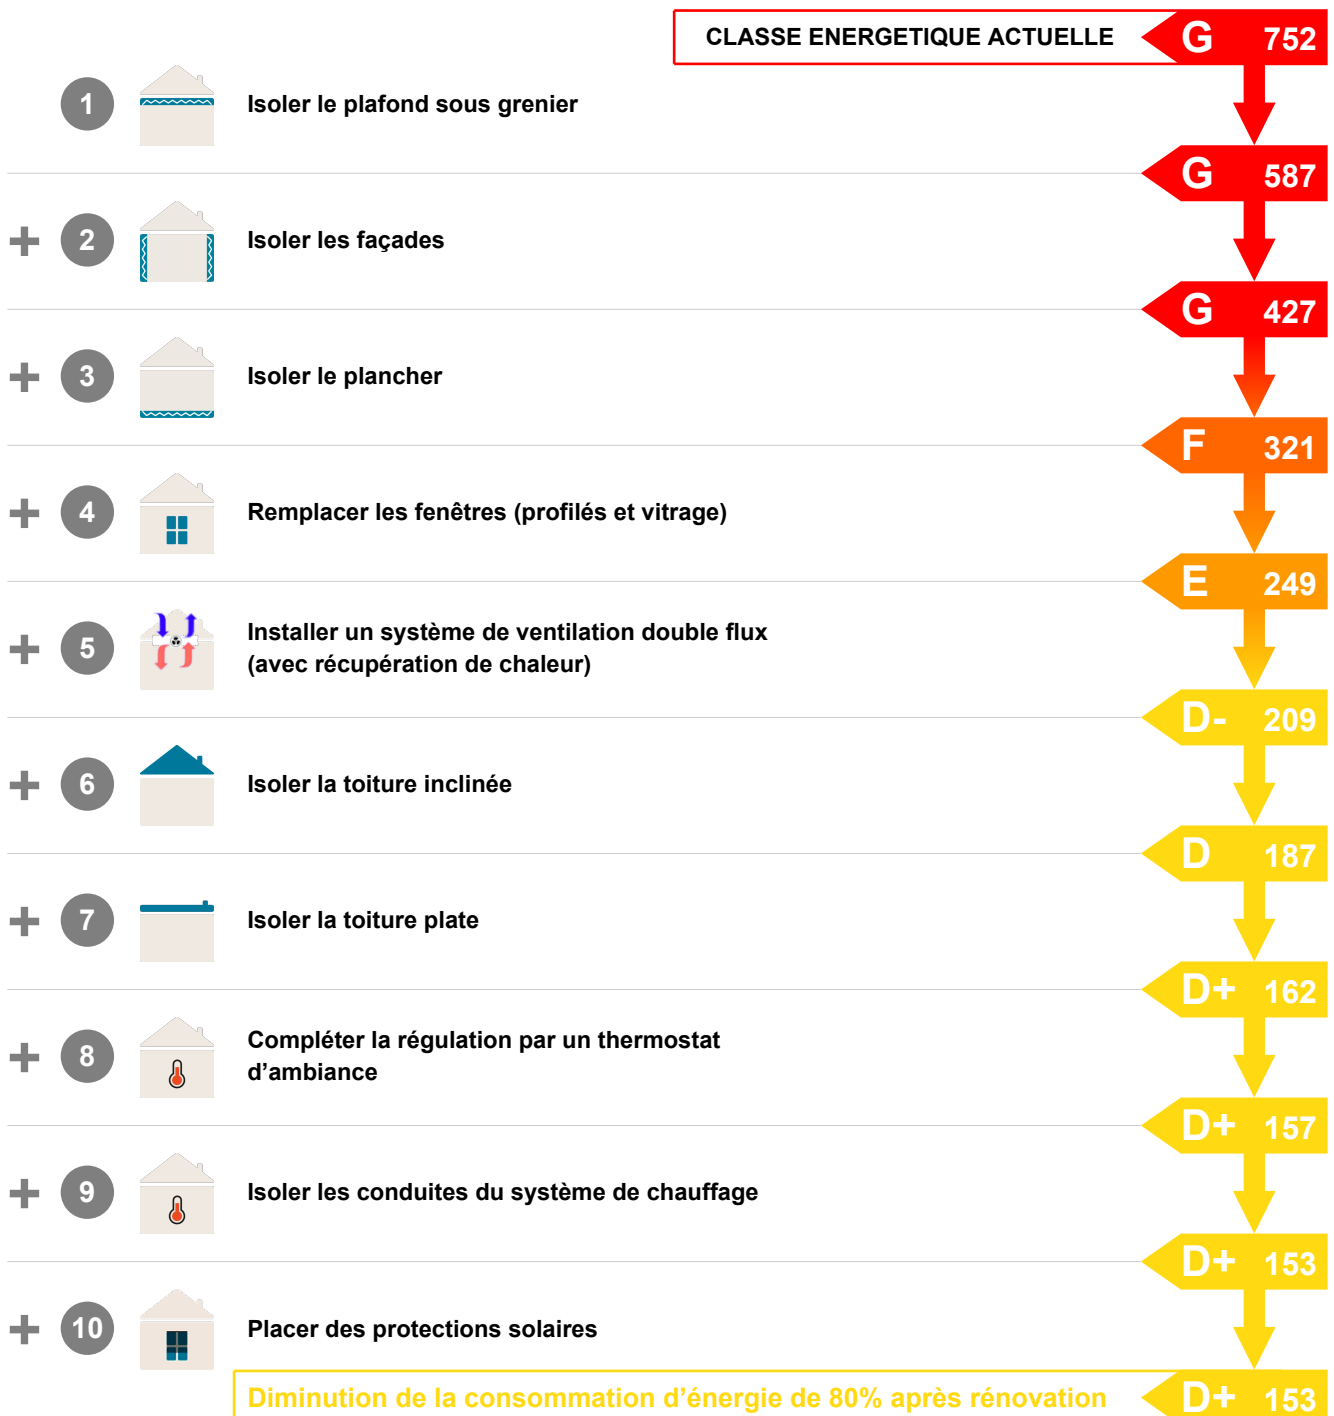 CLASSE ENERGETIQUE ACTUELLE G 752
1 Isoler le plafond sous grenier
G 587
+ 2 Isoler les façades
G 427
+ 3 Isoler le plancher
F 321
+ 4 Remplacer les fenêtres (profilés et vitrage)
E 249
+ 5 Installer un système de ventilation double flux
(avec récupération de chaleur)
D- 209
+ 6 Isoler la toiture inclinée
D 187
+ 7 Isoler la toiture plate
D+ 162
+ 8 Compléter la régulation par un thermostat
d’ambiance
D+ 157
+ 9 Isoler les conduites du système de chauffage
D+ 153
+ 10 Placer des protections solaires
Diminution de la consommation d’énergie de 80% après rénovation D+ 153